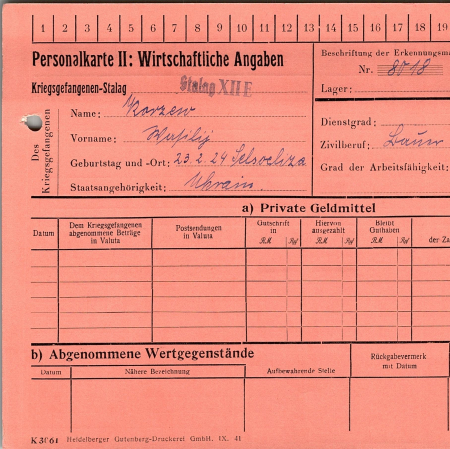 1 2 3 4 5 6 7 8 9 10 11 12 13 14 15 16 17 18 19
Personalkarte II: Wirtschaftliche Angaben
Kriegsgefangenen-Stalag Stalag XII E
Des Kriegsgefangenen
Name: Korzew
Vorname: Wasilij
Geburtstag und -Ort: 23.2.24
Staatsangehörigkeit: Ukrain
Beschriftung der Erkennungsm
Nr. 8018
Lager:
Dienstgrad:
Zivilberuf: Bauer
Grad der Arbeitsfähigkeit:
a) Private Geldmittel
Datum
Dem Kriegsgefangenen
abgenommene Beträge
in Valuta
Postsendungen
in Valuta
Gutschrift
in
RM Rpf
Hiervon
ausgezahlt
RM Rpf
Bleibt
Guthaben
RM Rpf
der Za
b) Abgenommene Wertgegenstände
Datum
Nähere Bezeichnung
Aufbewahrende Stelle
Rückgabevermerk
mit Datum
K 3061 Heidelberger Gutenberg-Druckerei GmbH. IX. 41